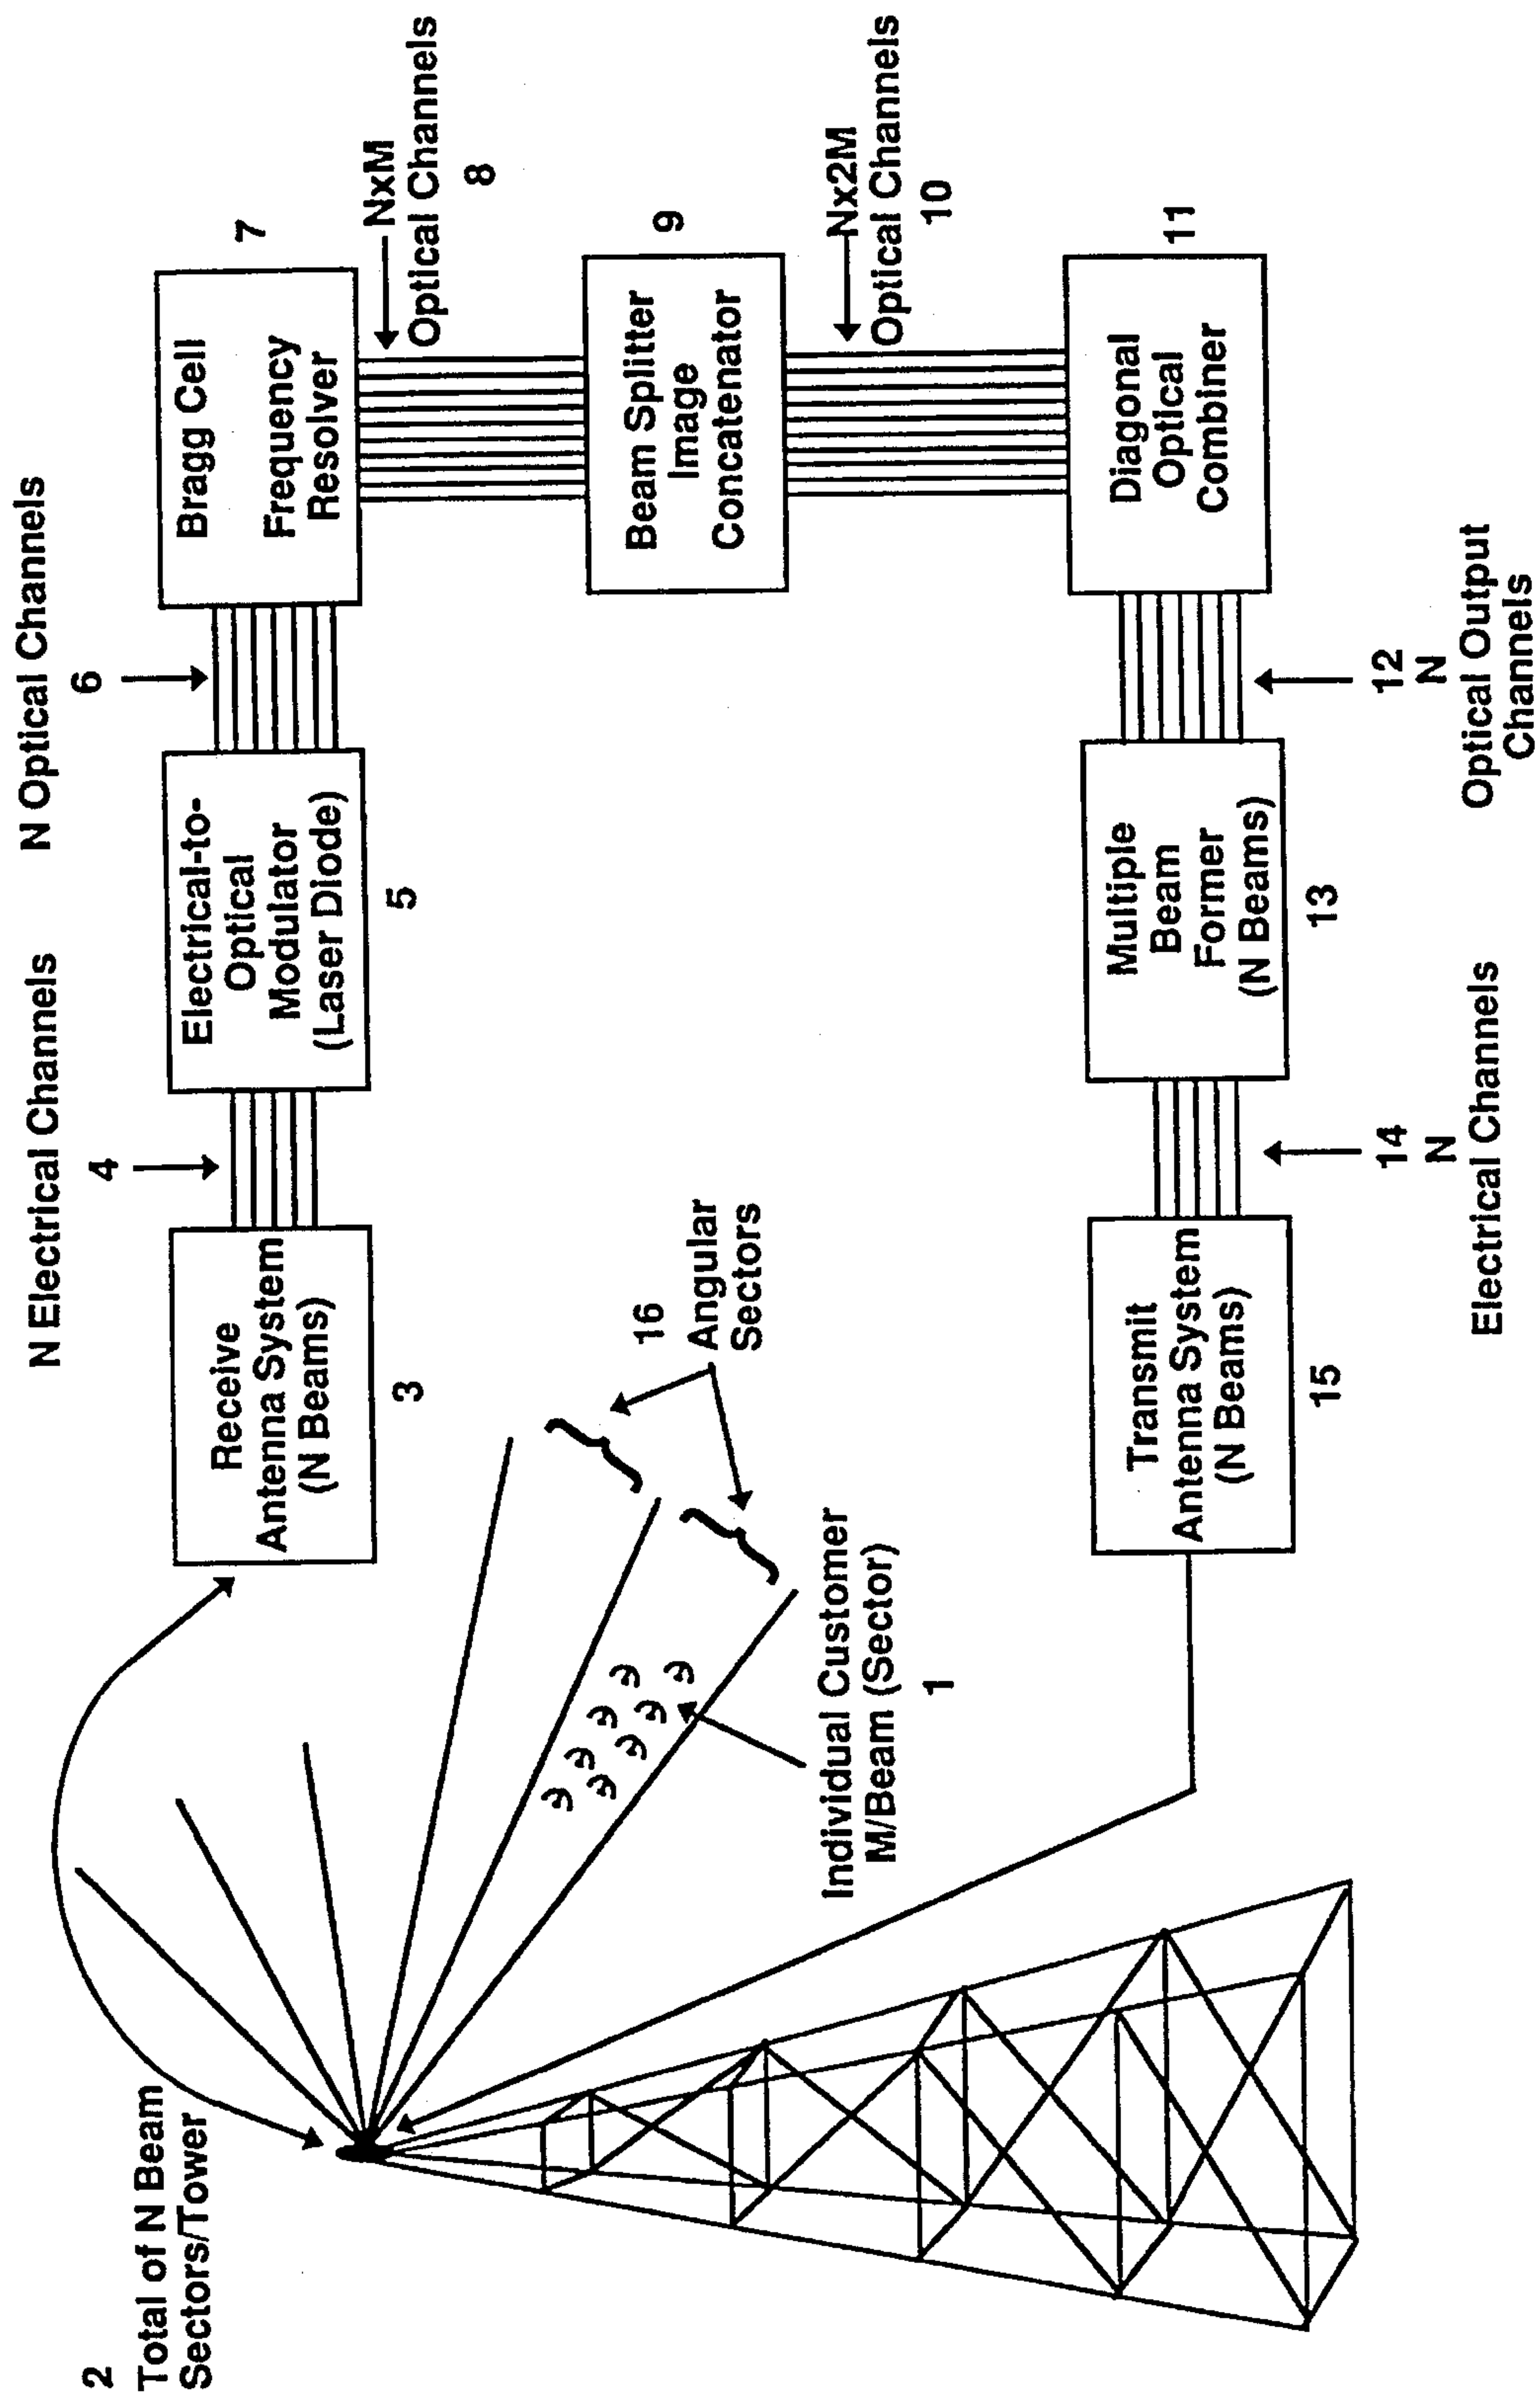 2
Total of N Beam
Sectors/Tower
N Electrical Channels
4
N Optical Channels
6
Receive
Antenna System
(N Beams)
3
Electrical-to-
Optical
Modulator
(Laser Diode)
5
Bragg Cell
Frequency
Resolver
7
NxM
Optical Channels
8
Beam Splitter
Image
Concatenator
9
Nx2M
Optical Channels
10
Diagonal
Optical
Combiner
11
12
N
Optical Output
Channels
Multiple
Beam
Former
(N Beams)
13
14
N
Electrical Channels
Transmit
Antenna System
(N Beams)
15
16
Angular
Sectors
Individual Customer
M/Beam (Sector)
1